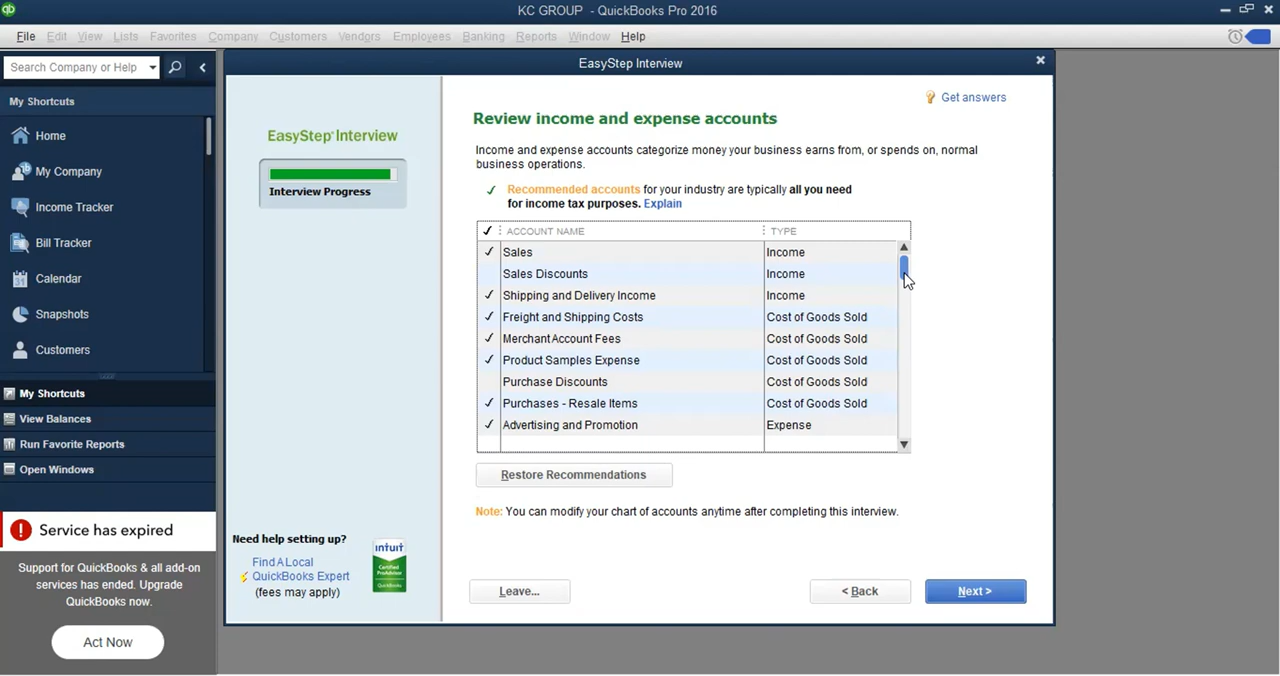 qb
KC GROUP - QuickBooks Pro 2016
File Edit View Lists Favorites Company Customers Vendors Employees Banking Reports Window Help
Search Company or Help
My Shortcuts
Home
My Company
Income Tracker
Bill Tracker
31 Calendar
Snapshots
Customers
My Shortcuts
View Balances
Run Favorite Reports
Open Windows
Service has expired
Support for QuickBooks & all add-on
services has ended. Upgrade
QuickBooks now.
Act Now
EasyStep Interview
EasyStep Interview
Interview Progress
Need help setting up?
Find A Local
QuickBooks Expert
(fees may apply)
intuit
Certified
ProAdvisor
QuickBooks
Get answers
Review income and expense accounts
Income and expense accounts categorize money your business earns from, or spends on, normal
business operations.
✓ Recommended accounts for your industry are typically all you need
for income tax purposes. Explain
✓ ACCOUNT NAME TYPE
✓ Sales Income
Sales Discounts Income
✓ Shipping and Delivery Income Income
✓ Freight and Shipping Costs Cost of Goods Sold
✓ Merchant Account Fees Cost of Goods Sold
✓ Product Samples Expense Cost of Goods Sold
Purchase Discounts Cost of Goods Sold
✓ Purchases - Resale Items Cost of Goods Sold
✓ Advertising and Promotion Expense
Restore Recommendations
Note: You can modify your chart of accounts anytime after completing this interview.
Leave... < Back Next >